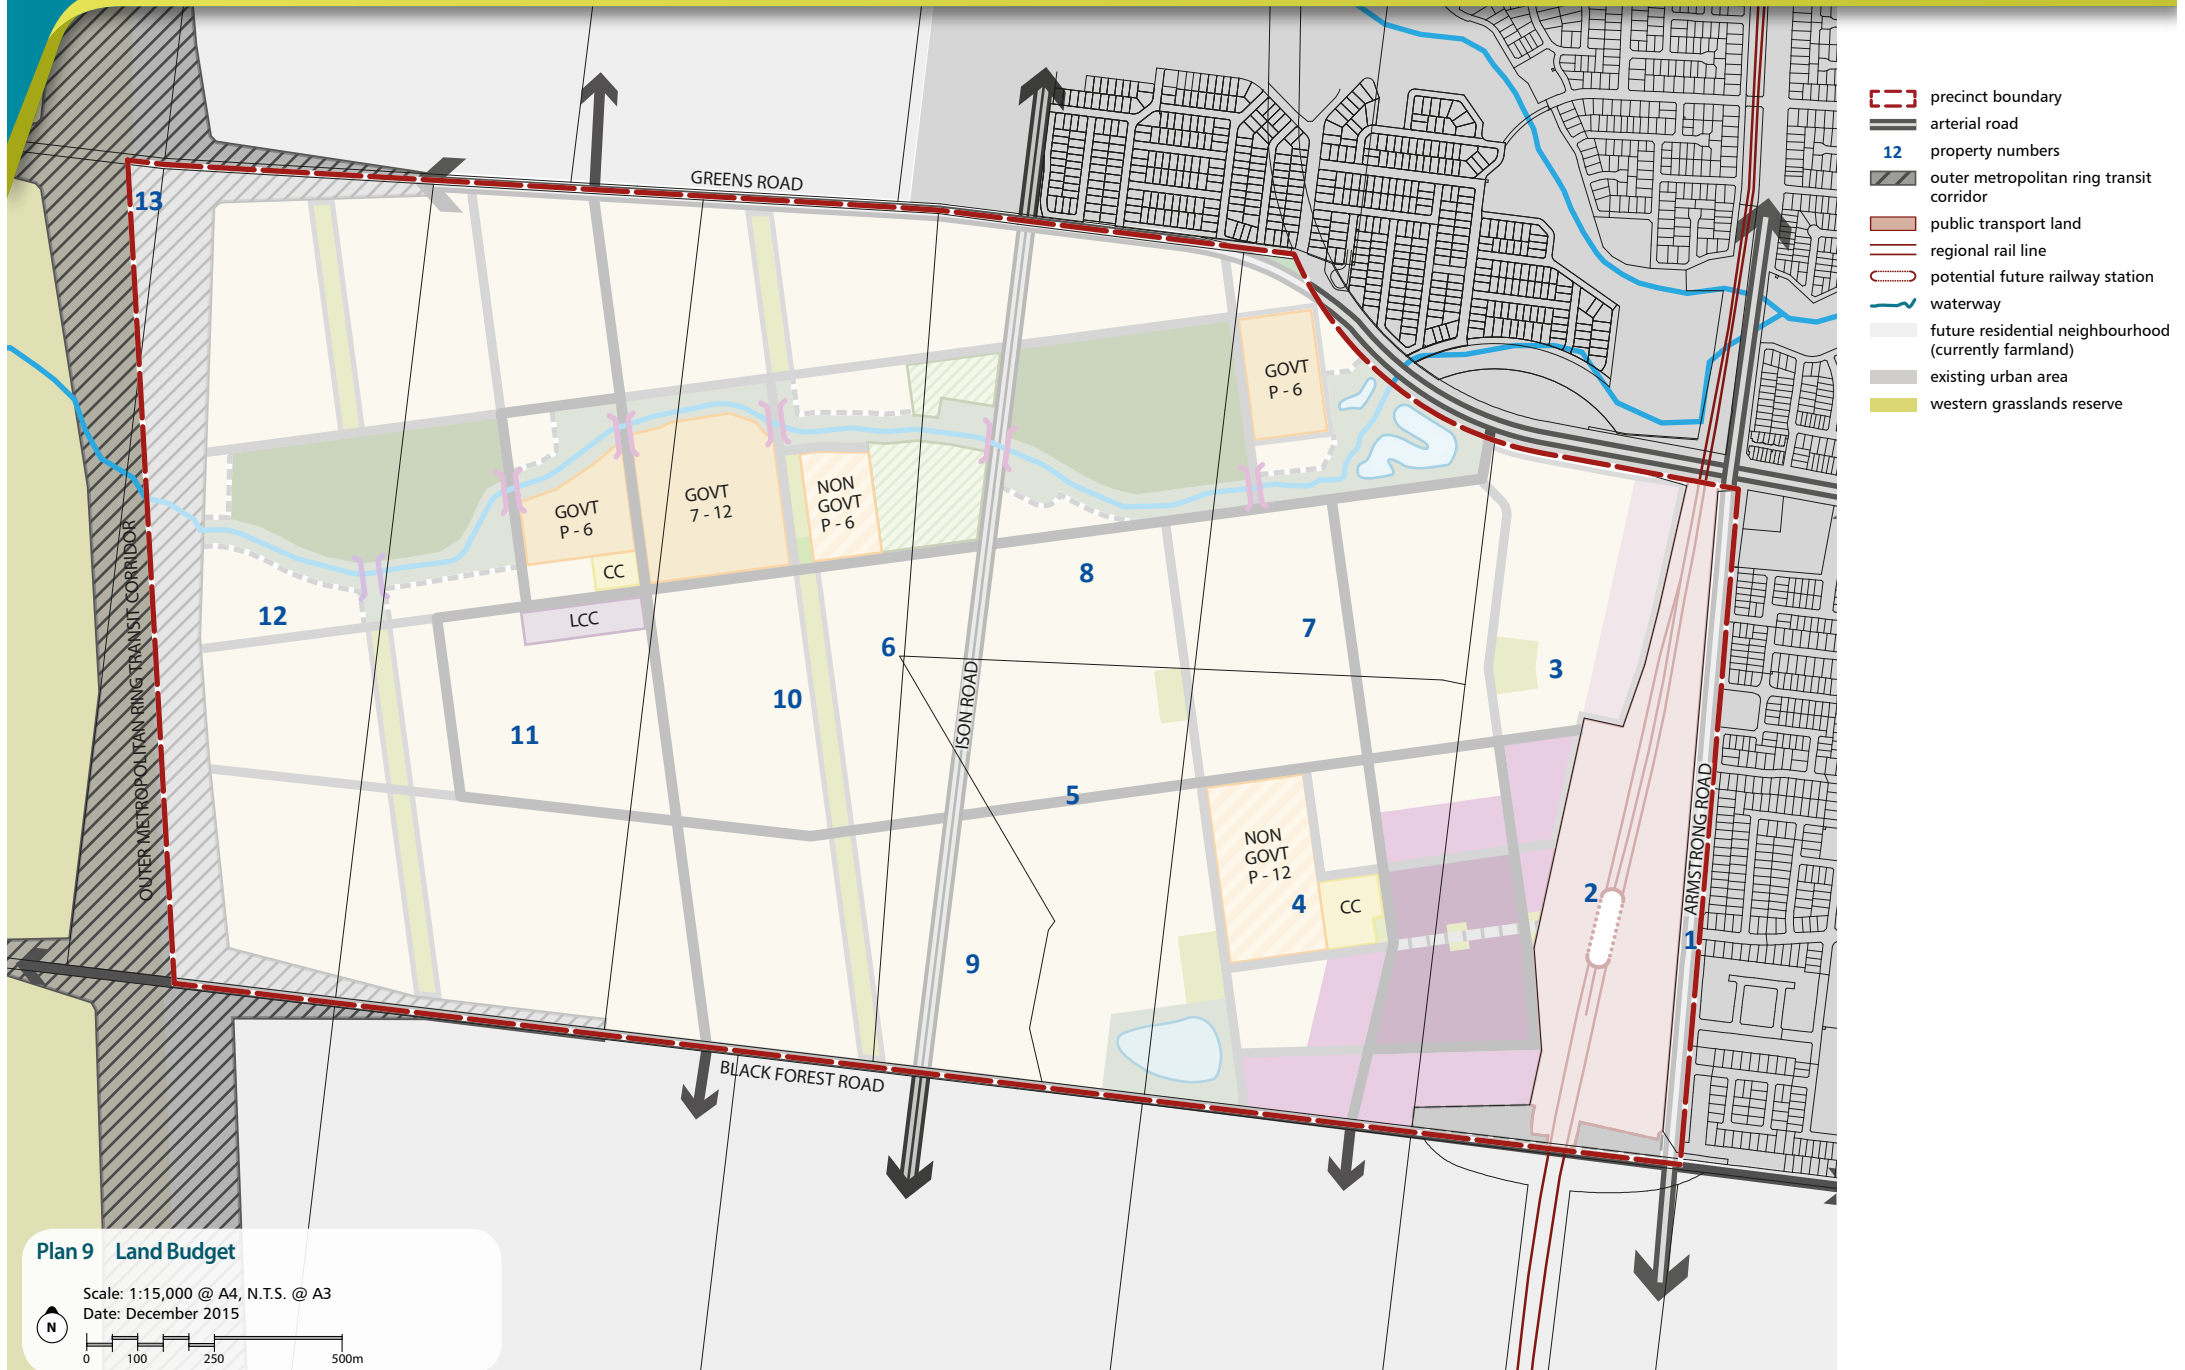 GREENS ROAD
13
GOVT
P - 6
GOVT
P - 6
GOVT
7 - 12
NON
GOVT
P - 6
CC
LCC
12
8
7
6
3
10
11
5
ISON ROAD
OUTER METROPOLITAN RING TRANSIT CORRIDOR
NON
GOVT
P - 12
4
CC
2
1
ARMSTRONG ROAD
9
BLACK FOREST ROAD
precinct boundary
arterial road
12 property numbers
outer metropolitan ring transit
corridor
public transport land
regional rail line
potential future railway station
waterway
future residential neighbourhood
(currently farmland)
existing urban area
western grasslands reserve
Plan 9 Land Budget
Scale: 1:15,000 @ A4, N.T.S. @ A3
Date: December 2015
N
0 100 250 500m